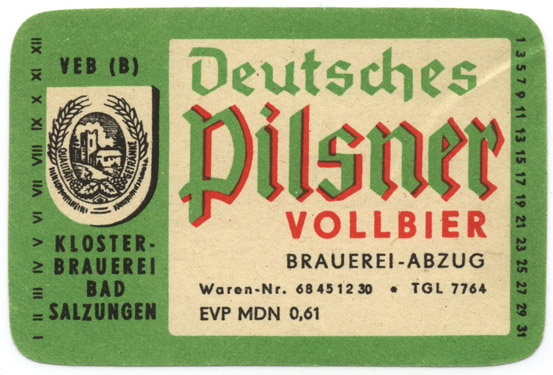 I II III IV V VI VII VIII IX X XI XII
VEB (B)
QUALITÄTS GETRÄNKE
KLOSTER-
BRAUEREI
BAD
SALZUNGEN
Deutsches
Pilsner
VOLLBIER
BRAUEREI-ABZUG
Waren-Nr. 68 45 12 30 • TGL 7764
EVP MDN 0,61
1 3 5 7 9 11 13 15 17 19 21 23 25 27 29 31